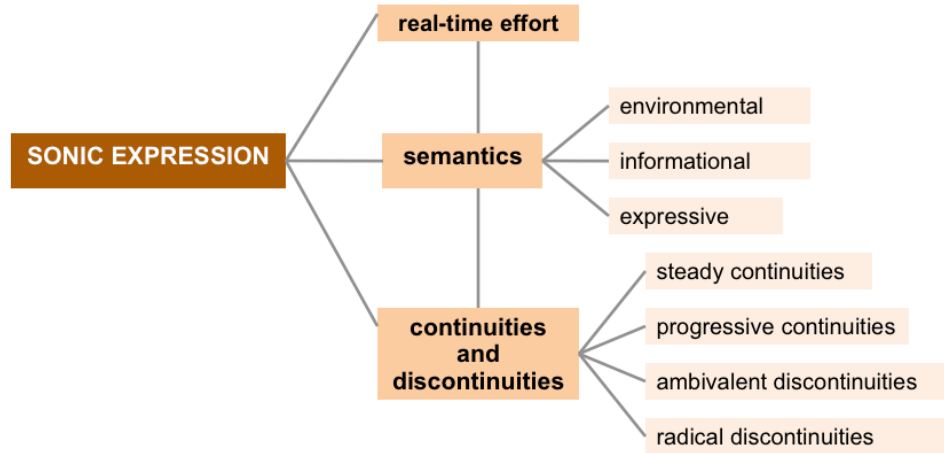 real-time effort
SONIC EXPRESSION
semantics
environmental
informational
expressive
continuities
and
discontinuities
steady continuities
progressive continuities
ambivalent discontinuities
radical discontinuities